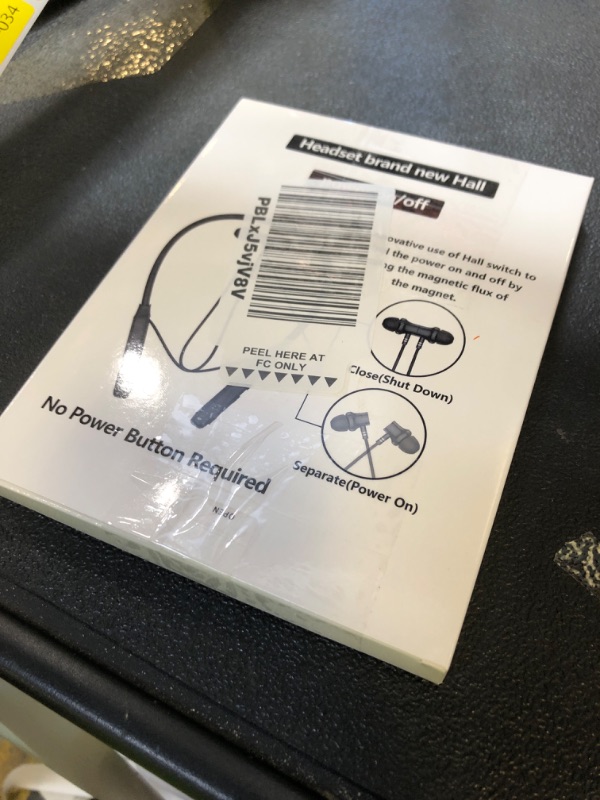 034
Headset brand new Hall
/off
ovative use of Hall switch to
the power on and off by
g the magnetic flux of
the magnet.
PBLxJ5vjV8V
PEEL HERE AT
FC ONLY
Close(Shut Down)
Separate(Power On)
No Power Button Required